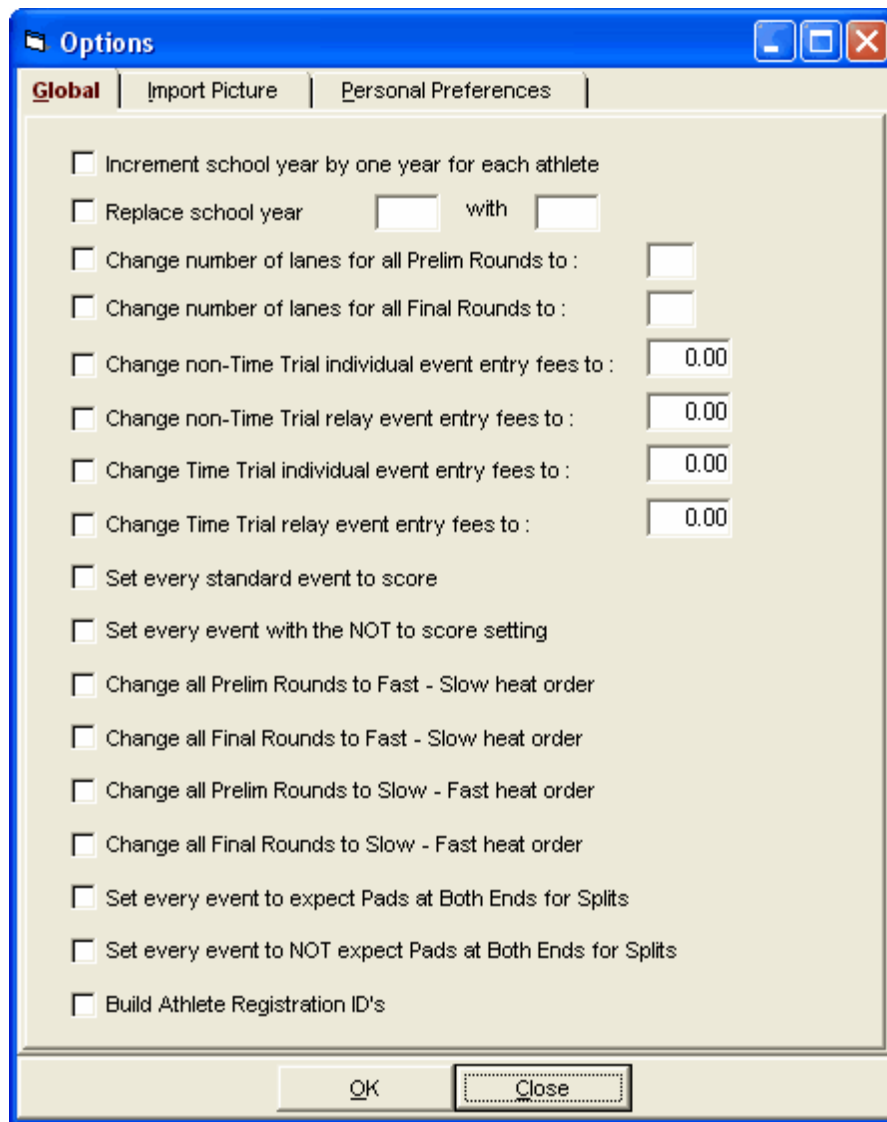 Options
Global Import Picture Personal Preferences
Increment school year by one year for each athlete
Replace school year with
Change number of lanes for all Prelim Rounds to :
Change number of lanes for all Final Rounds to :
Change non-Time Trial individual event entry fees to : 0.00
Change non-Time Trial relay event entry fees to : 0.00
Change Time Trial individual event entry fees to : 0.00
Change Time Trial relay event entry fees to : 0.00
Set every standard event to score
Set every event with the NOT to score setting
Change all Prelim Rounds to Fast - Slow heat order
Change all Final Rounds to Fast - Slow heat order
Change all Prelim Rounds to Slow - Fast heat order
Change all Final Rounds to Slow - Fast heat order
Set every event to expect Pads at Both Ends for Splits
Set every event to NOT expect Pads at Both Ends for Splits
Build Athlete Registration ID's
OK Close